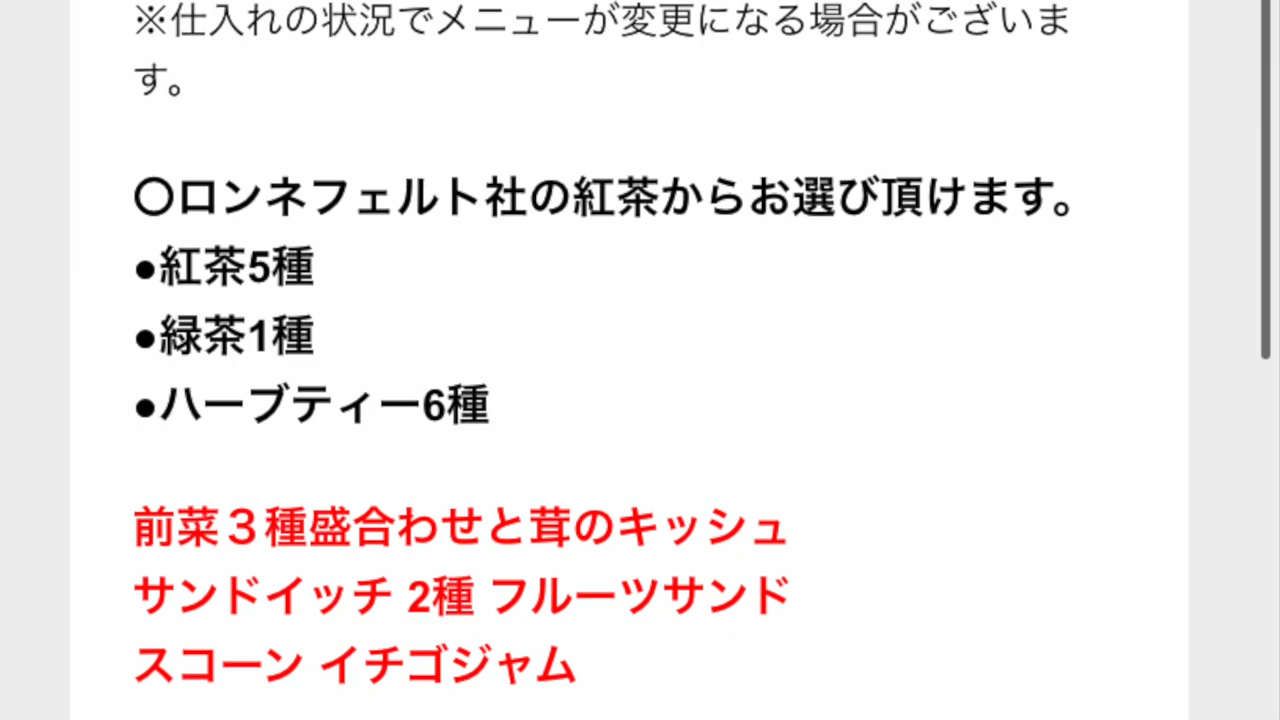 ※仕入れの状況でメニューが変更になる場合がございま
す。
〇ロンネフェルト社の紅茶からお選び頂けます。
●紅茶5種
●緑茶1種
●ハーブティー6種
前菜３種盛合わせと茸のキッシュ
サンドイッチ 2種 フルーツサンド
スコーン イチゴジャム